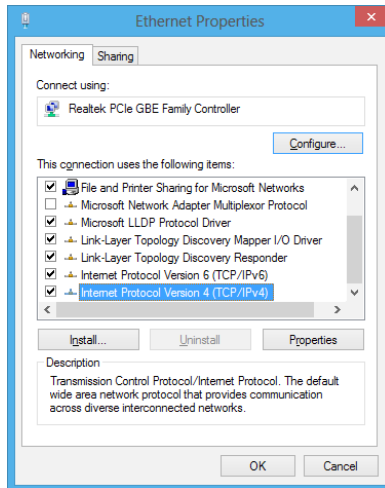 Ethernet Properties
Networking
Sharing
Connect using:
Realtek PCIe GBE Family Controller
Configure...
This connection uses the following items:
File and Printer Sharing for Microsoft Networks
Microsoft Network Adapter Multiplexor Protocol
Microsoft LLDP Protocol Driver
Link-Layer Topology Discovery Mapper I/O Driver
Link-Layer Topology Discovery Responder
Internet Protocol Version 6 (TCP/IPv6)
Internet Protocol Version 4 (TCP/IPv4)
Install...
Uninstall
Properties
Description
Transmission Control Protocol/Internet Protocol. The default
wide area network protocol that provides communication
across diverse interconnected networks.
OK
Cancel